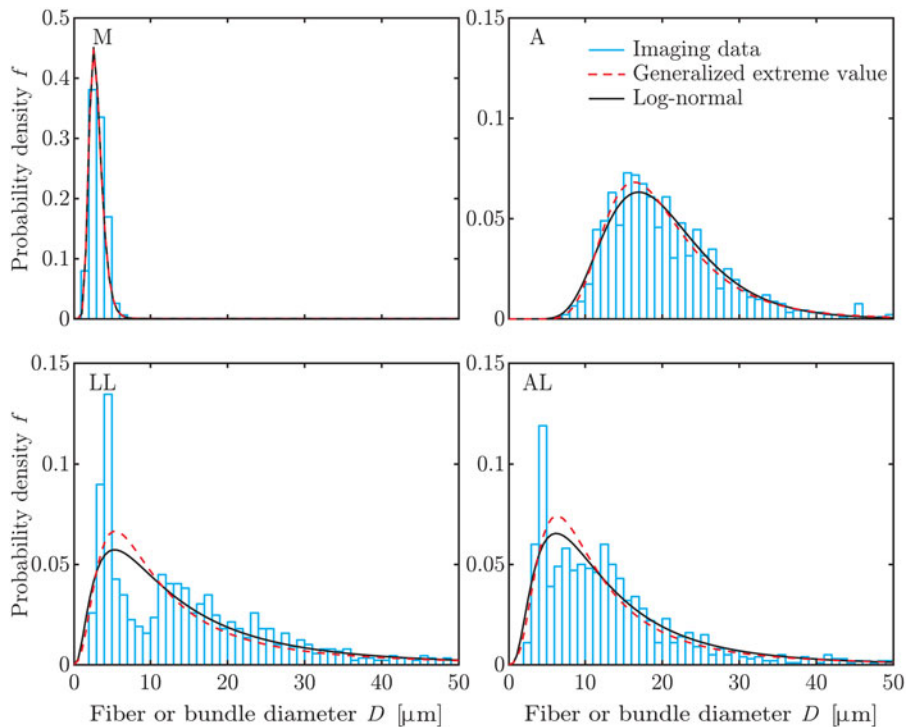 0.5
0.4
0.3
0.2
0.1
0
M
Probability density f
0.15
0.1
0.05
0
A
Imaging data
Generalized extreme value
Log-normal
0.15
0.1
0.05
0
LL
Probability density f
0 10 20 30 40 50
Fiber or bundle diameter D [μm]
0.15
0.1
0.05
0
AL
0 10 20 30 40 50
Fiber or bundle diameter D [μm]